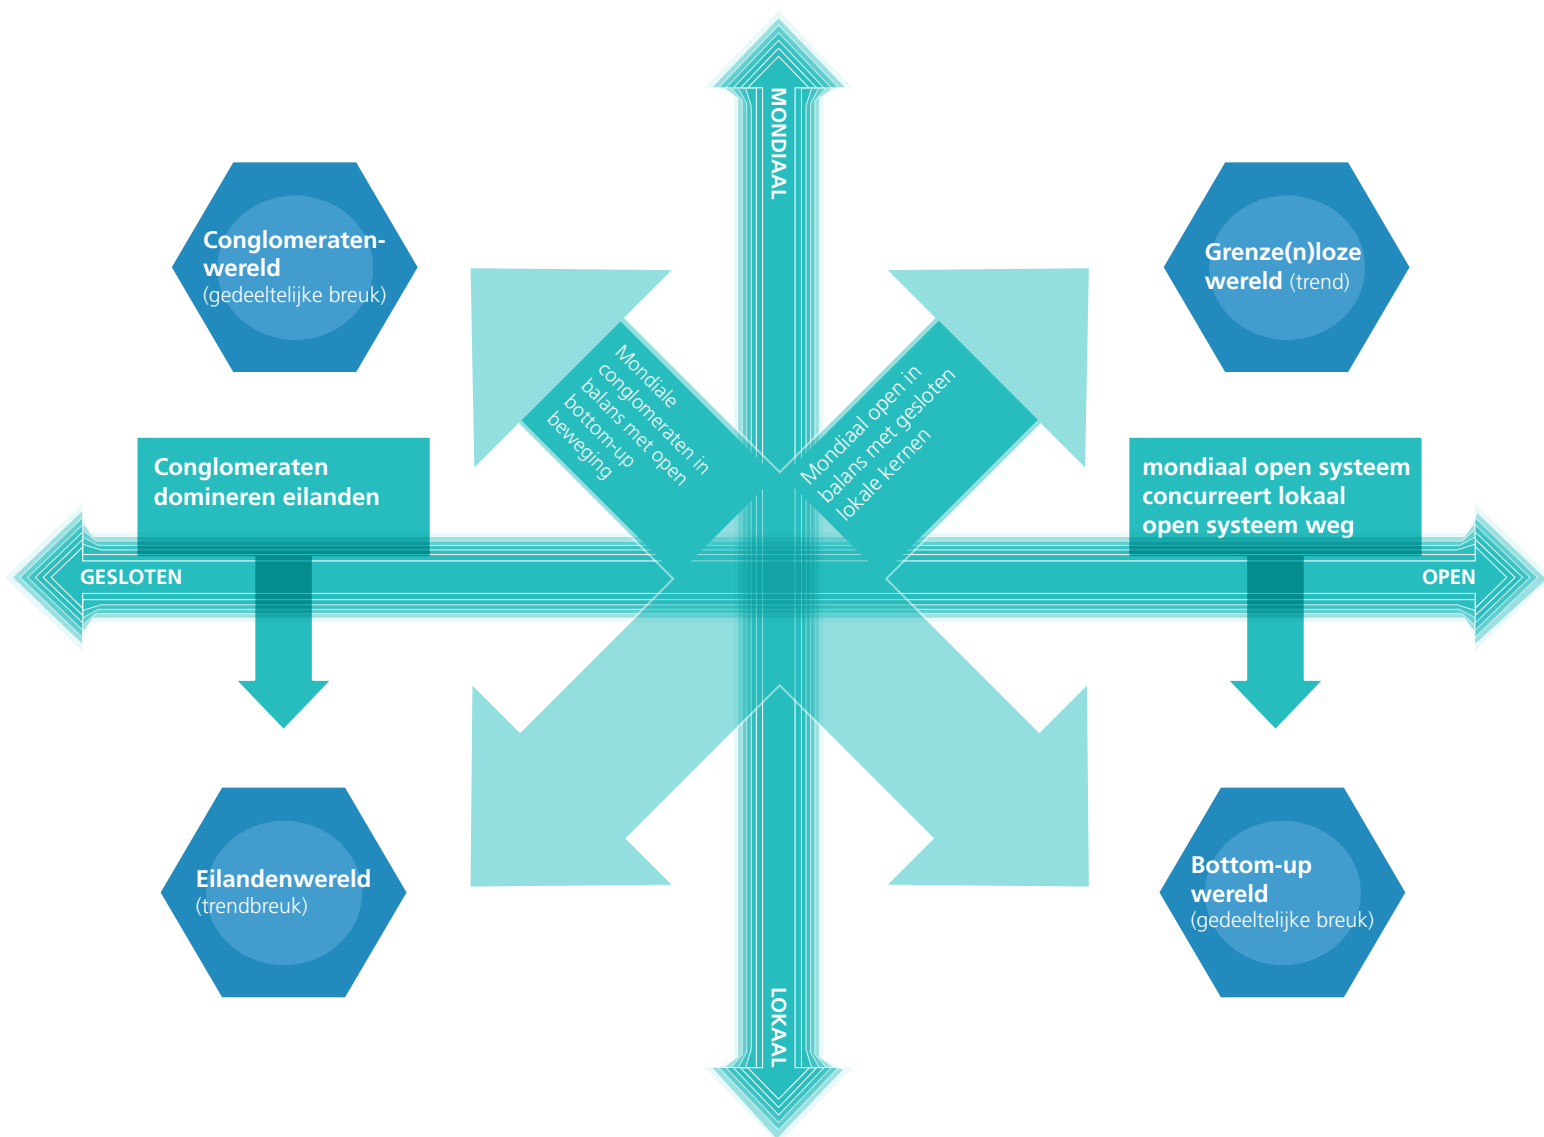 MONDIAAL
Conglomeraten-
wereld
(gedeeltelijke breuk)
Grenze(n)loze
wereld (trend)
Mondiale
conglomeraten in
balans met open
bottom-up
beweging
Mondiaal open in
balans met gesloten
lokale kernen
Conglomeraten
domineren eilanden
mondiaal open systeem
concurreert lokaal
open systeem weg
GESLOTEN
OPEN
Eilandenwereld
(trendbreuk)
Bottom-up
wereld
(gedeeltelijke breuk)
LOKAAL